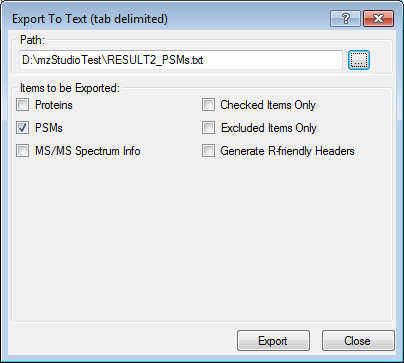 Export To Text (tab delimited)
?
Path:
D:\mzStudioTest\RESULT2_PSMs.txt
...
Items to be Exported:
Proteins
Checked Items Only
PSMs
Excluded Items Only
MS/MS Spectrum Info
Generate R-friendly Headers
Export
Close